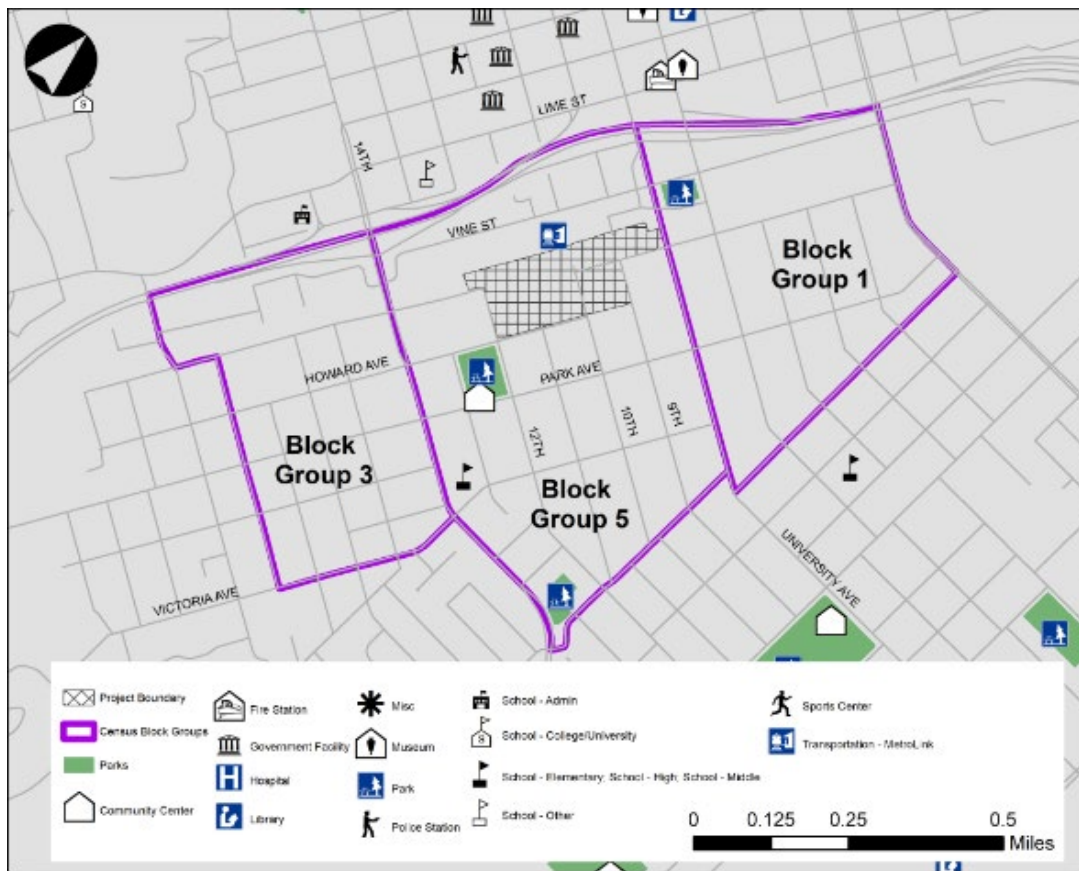 LIME ST
14TH
VINE ST
Block
Group 1
HOWARD AVE
PARK AVE
9TH
10TH
12TH
Block
Group 3
Block
Group 5
UNIVERSITY AVE
VICTORIA AVE
Project Boundary
Census Block Groups
Parks
Community Center
Fire Station
Government Facility
Hospital
Library
Misc
Museum
Park
Police Station
School - Admin
School - College/University
School - Elementary; School - High; School - Middle
School - Other
Sports Center
Transportation - MetroLink
0 0.125 0.25 0.5
Miles